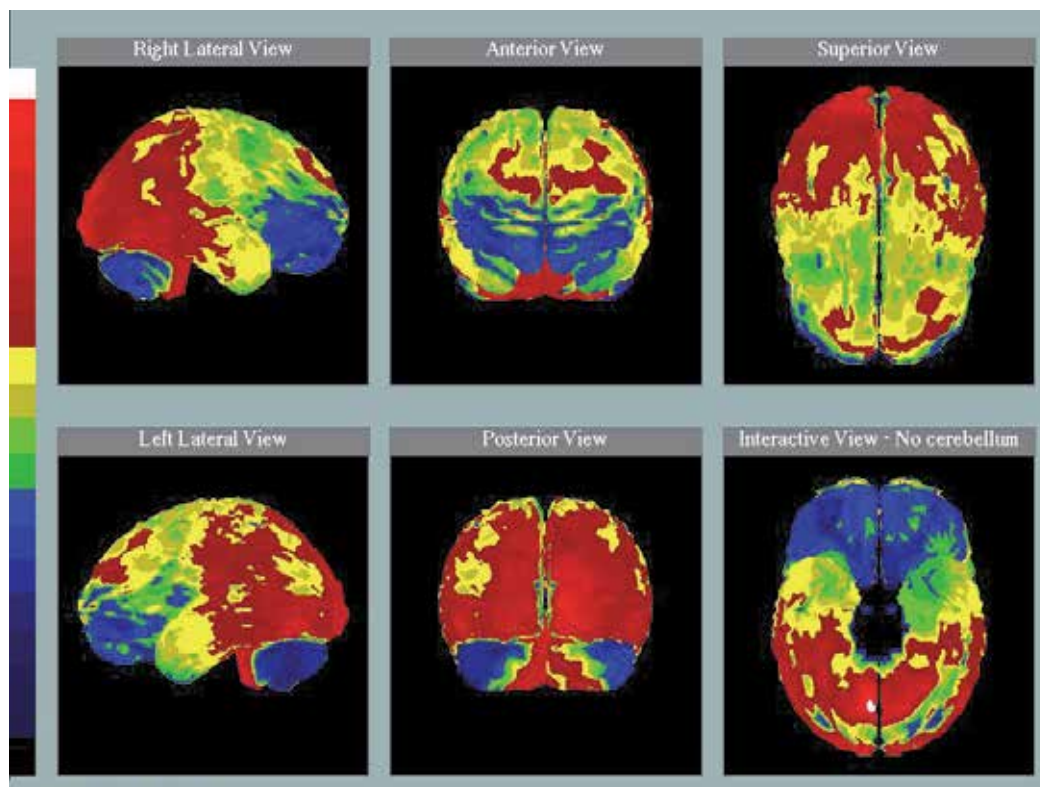 Right Lateral View
Anterior View
Superior View
Left Lateral View
Posterior View
Interactive View - No cerebellum